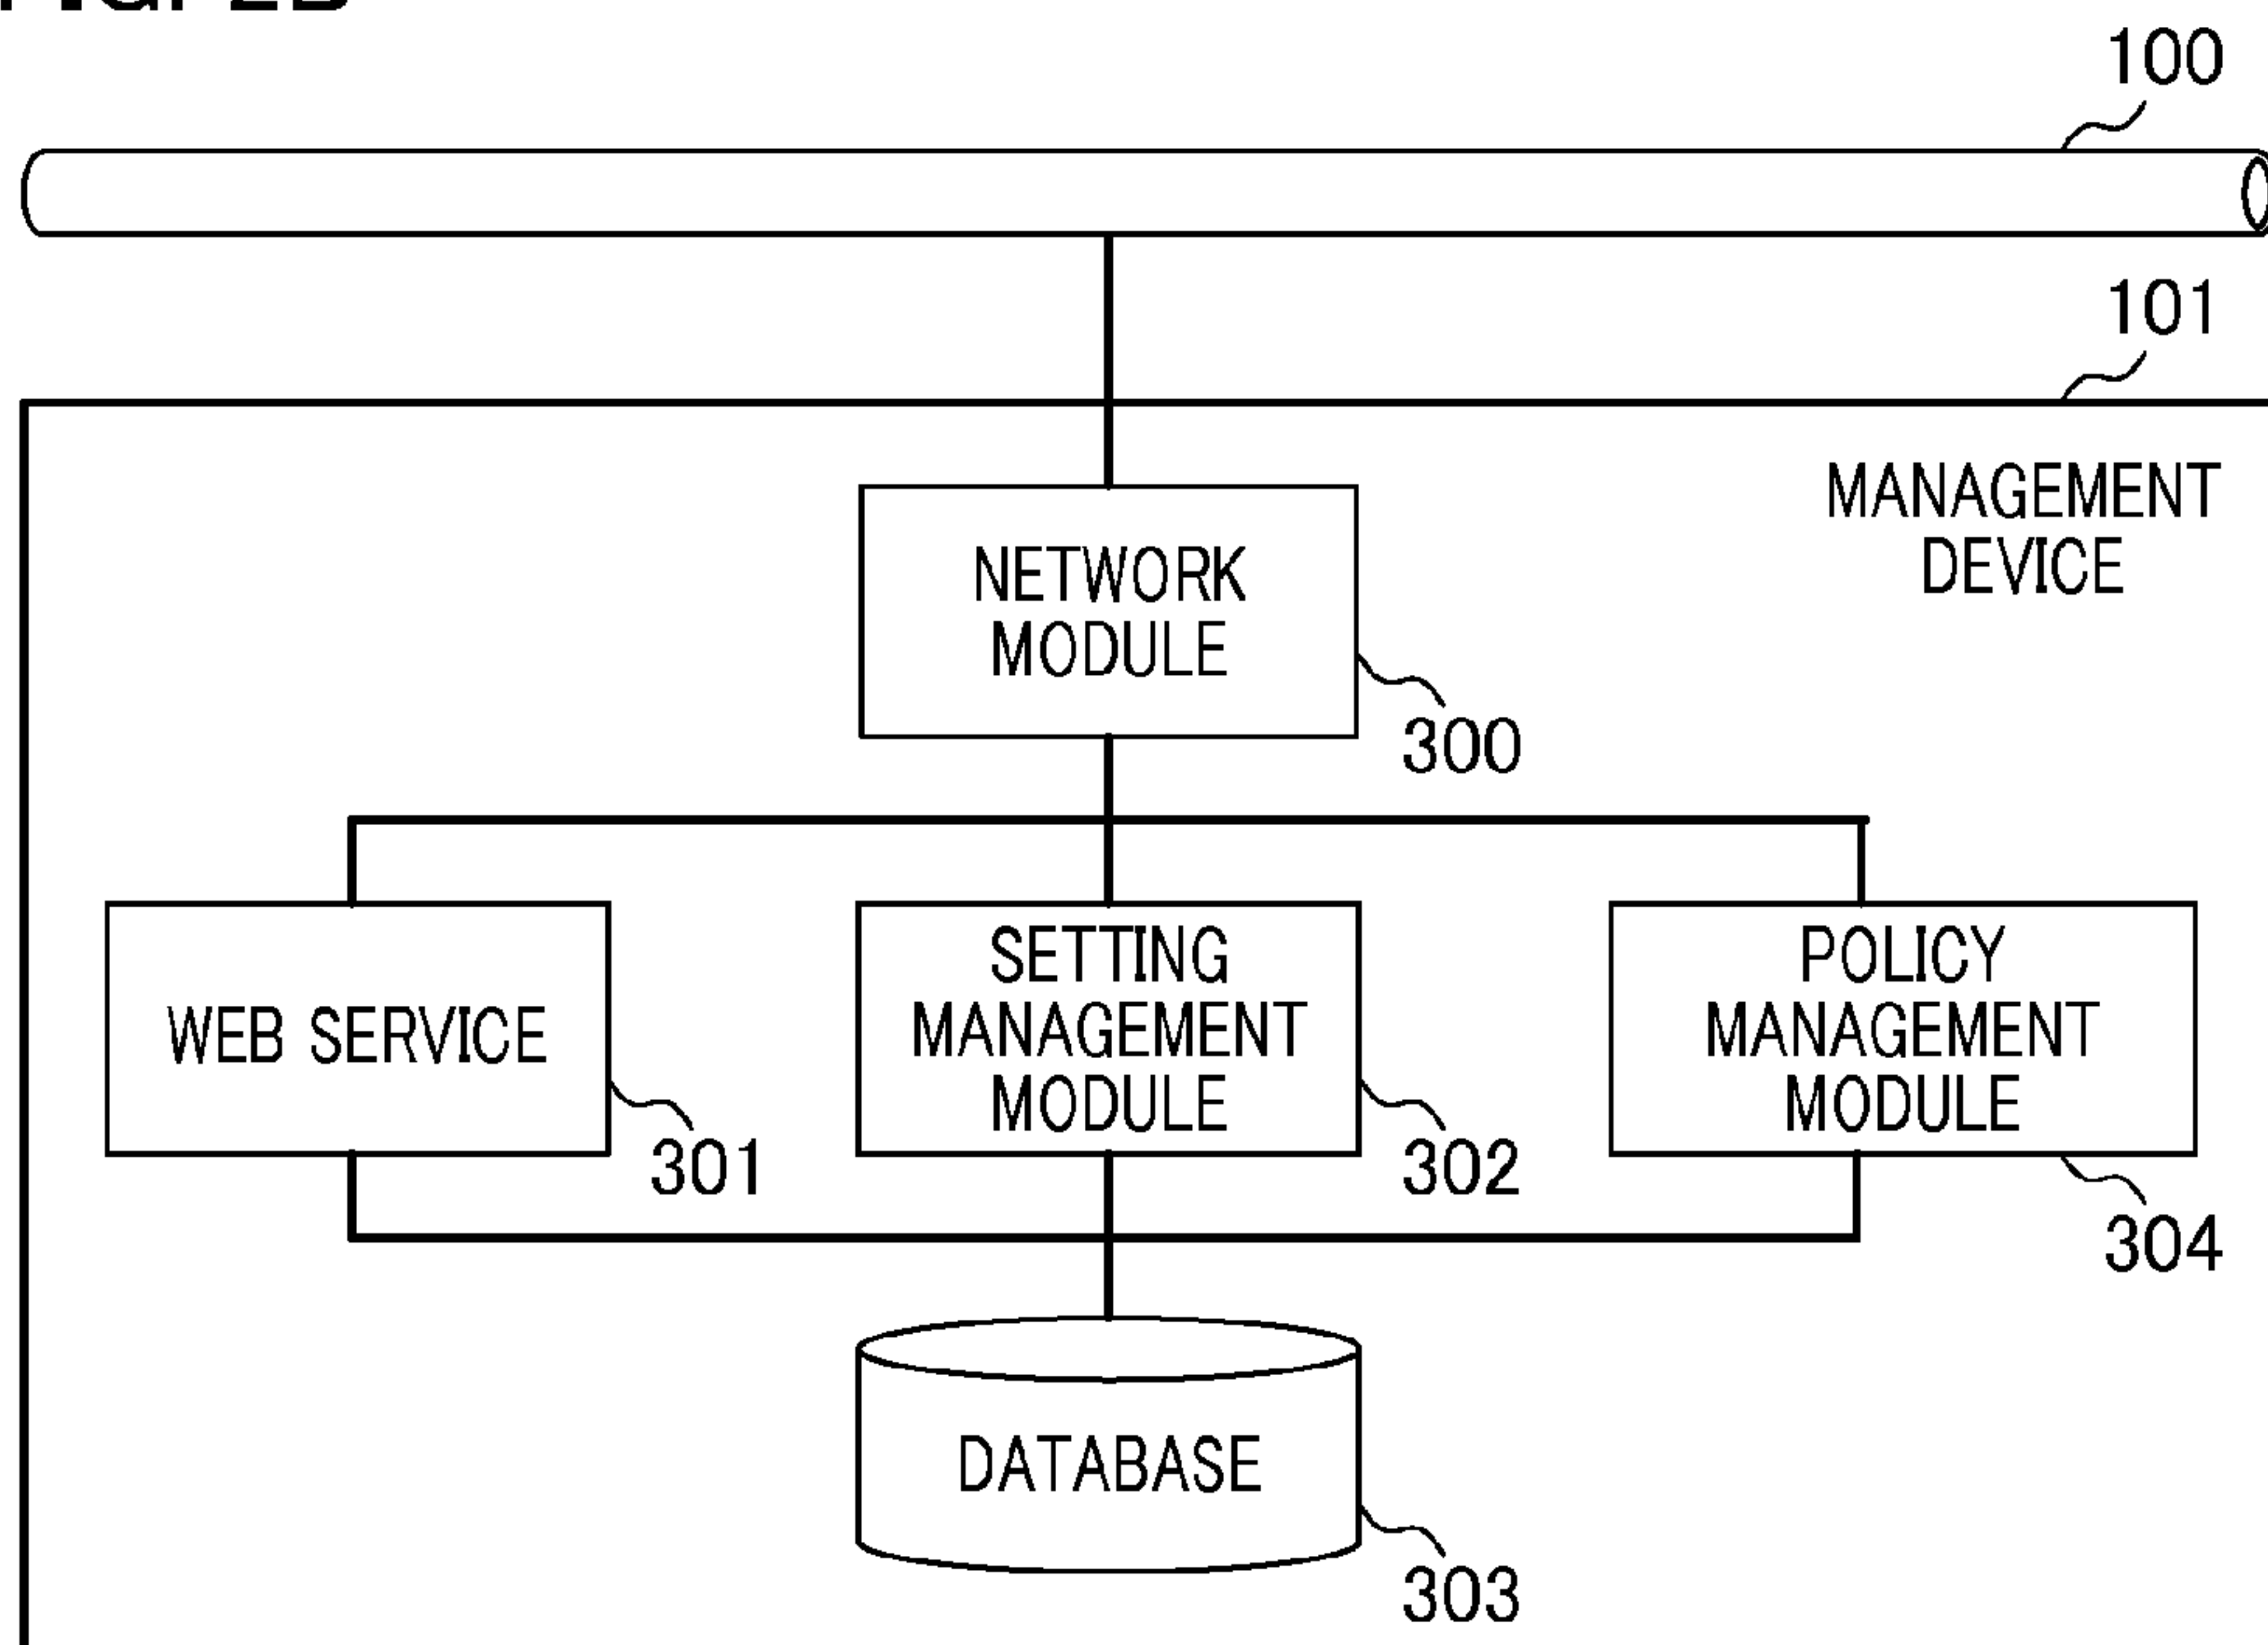 100
101
MANAGEMENT
DEVICE
NETWORK
MODULE
300
WEB SERVICE
301
SETTING
MANAGEMENT
MODULE
302
POLICY
MANAGEMENT
MODULE
304
DATABASE
303